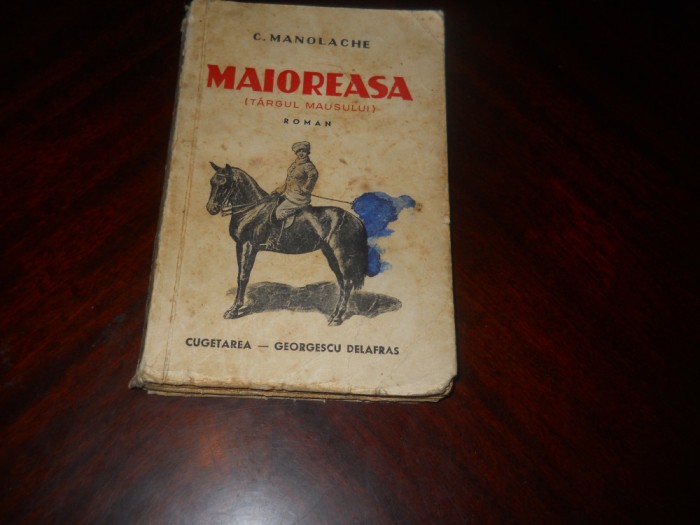 C. MANOLACHE
MAIOREASA
(TÂRGUL MAUSULUI)
ROMAN
CUGETAREA — GEORGESCU DELAFRAS